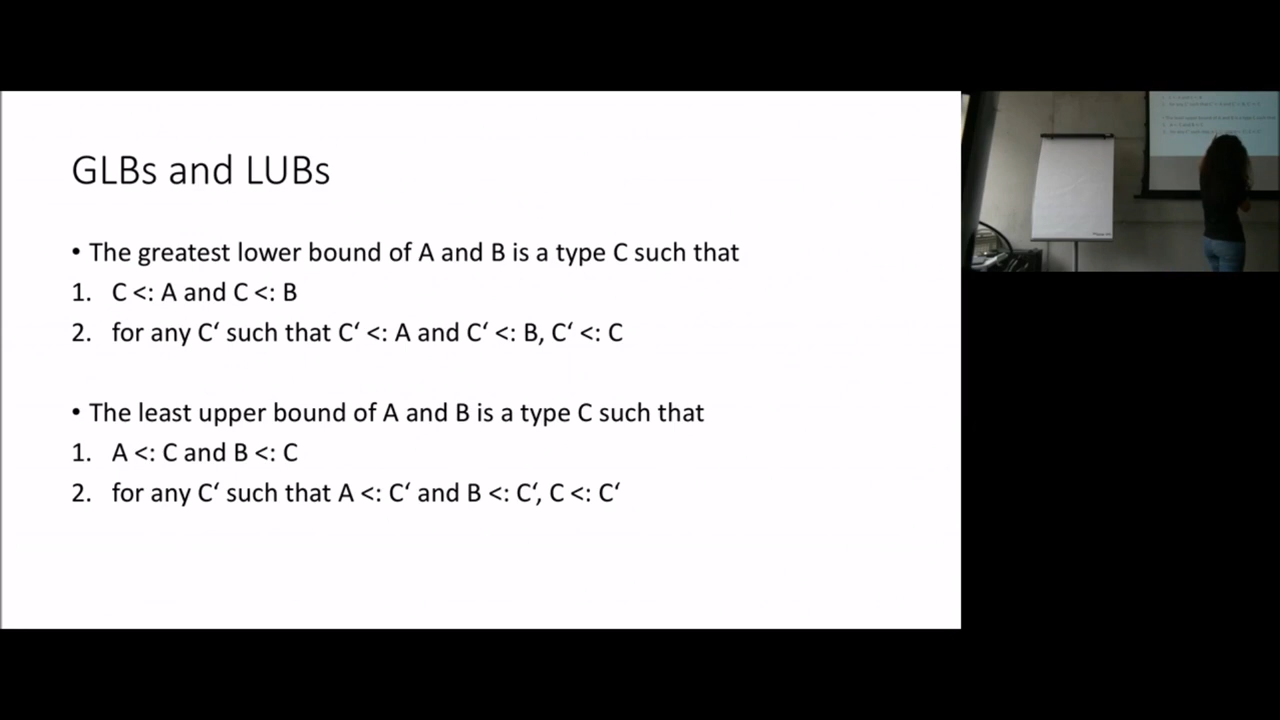 GLBs and LUBs
• The greatest lower bound of A and B is a type C such that
1. C <: A and C <: B
2. for any C‘ such that C‘ <: A and C‘ <: B, C‘ <: C
• The least upper bound of A and B is a type C such that
1. A <: C and B <: C
2. for any C‘ such that A <: C‘ and B <: C‘, C <: C‘